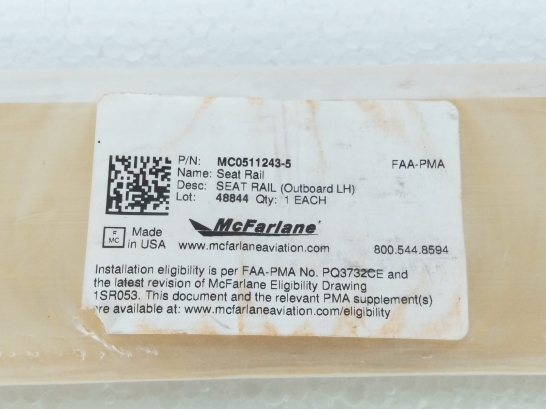 P/N: MC0511243-5 FAA-PMA
Name: Seat Rail
Desc: SEAT RAIL (Outboard LH)
Lot: 48844 Qty: 1 EACH
F MC Made in USA
McFarlane
www.mcfarlaneaviation.com 800.544.8594
Installation eligibility is per FAA-PMA No. PQ3732CE and
the latest revision of McFarlane Eligibility Drawing
1SR053. This document and the relevant PMA supplement(s)
are available at: www.mcfarlaneaviation.com/eligibility